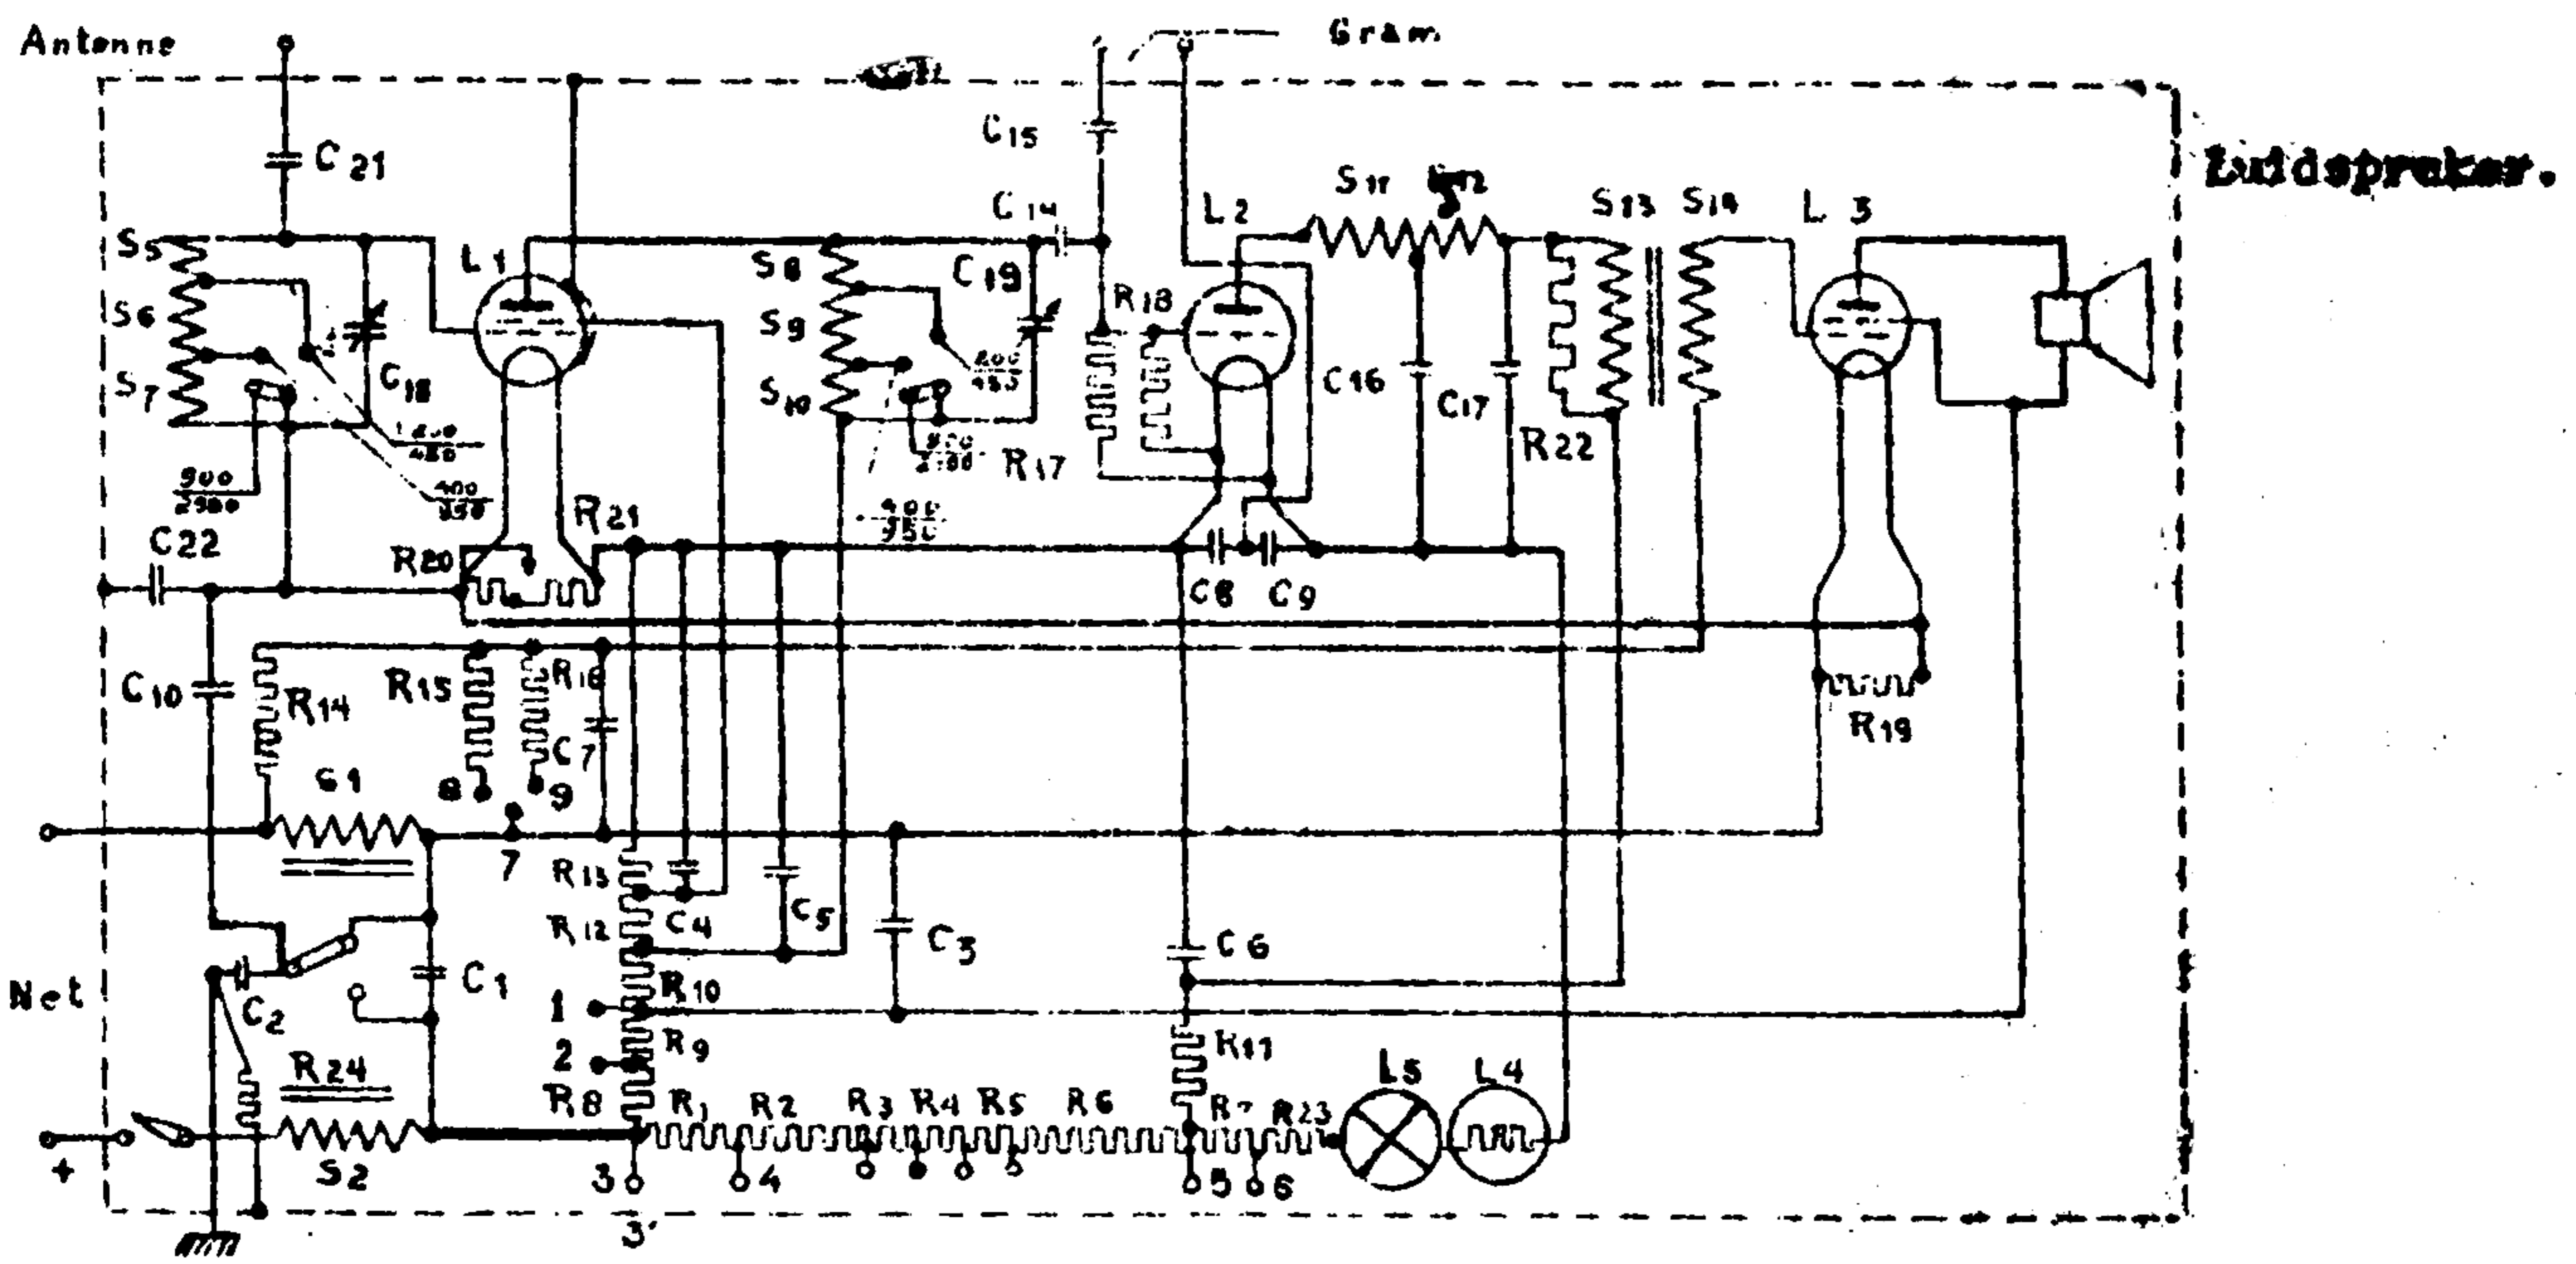 Antenne
Gram
C21
C15
Luidspreker.
C14
S11
S13
S14
L2
L3
S5
L1
S8
C19
S6
S9
R18
S7
C18
S10
C16
C17
R22
R17
900
400
400
950
C22
R21
R20
C8
C9
C10
R14
R15
R16
C7
R19
8
9
7
R13
C4
C5
R12
C3
C6
C1
Net
C2
1
R10
2
R9
R11
R24
R8
R1
R2
R3
R4
R5
R6
R7
R23
L5
L4
+
S2
3
4
5
6
3'